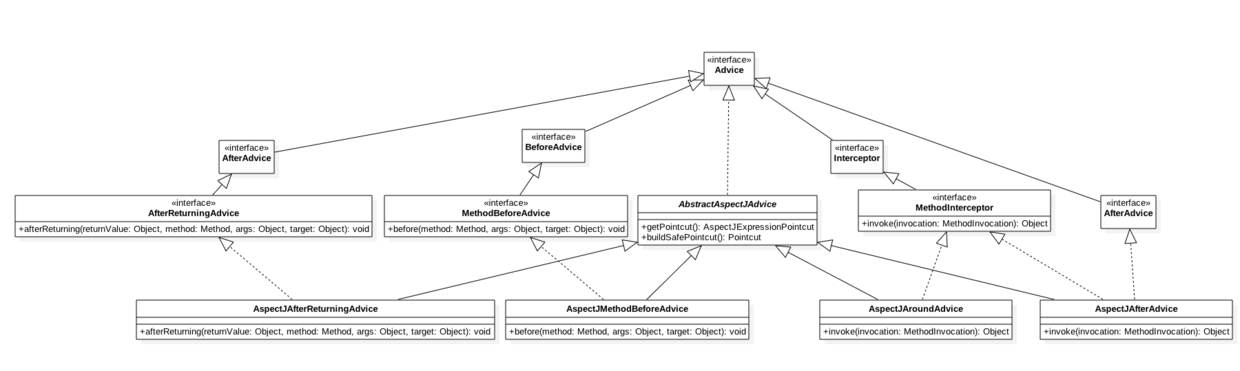 «interface»
Advice
«interface»
AfterAdvice
«interface»
BeforeAdvice
«interface»
Interceptor
«interface»
AfterReturningAdvice
+afterReturning(returnValue: Object, method: Method, args: Object, target: Object): void
«interface»
MethodBeforeAdvice
+before(method: Method, args: Object, target: Object): void
AbstractAspectJAdvice
+getPointcut(): AspectJExpressionPointcut
+buildSafePointcut(): Pointcut
«interface»
MethodInterceptor
+invoke(invocation: MethodInvocation): Object
«interface»
AfterAdvice
AspectJAfterReturningAdvice
+afterReturning(returnValue: Object, method: Method, args: Object, target: Object): void
AspectJMethodBeforeAdvice
+before(method: Method, args: Object, target: Object): void
AspectJAroundAdvice
+invoke(invocation: MethodInvocation): Object
AspectJAfterAdvice
+invoke(invocation: MethodInvocation): Object